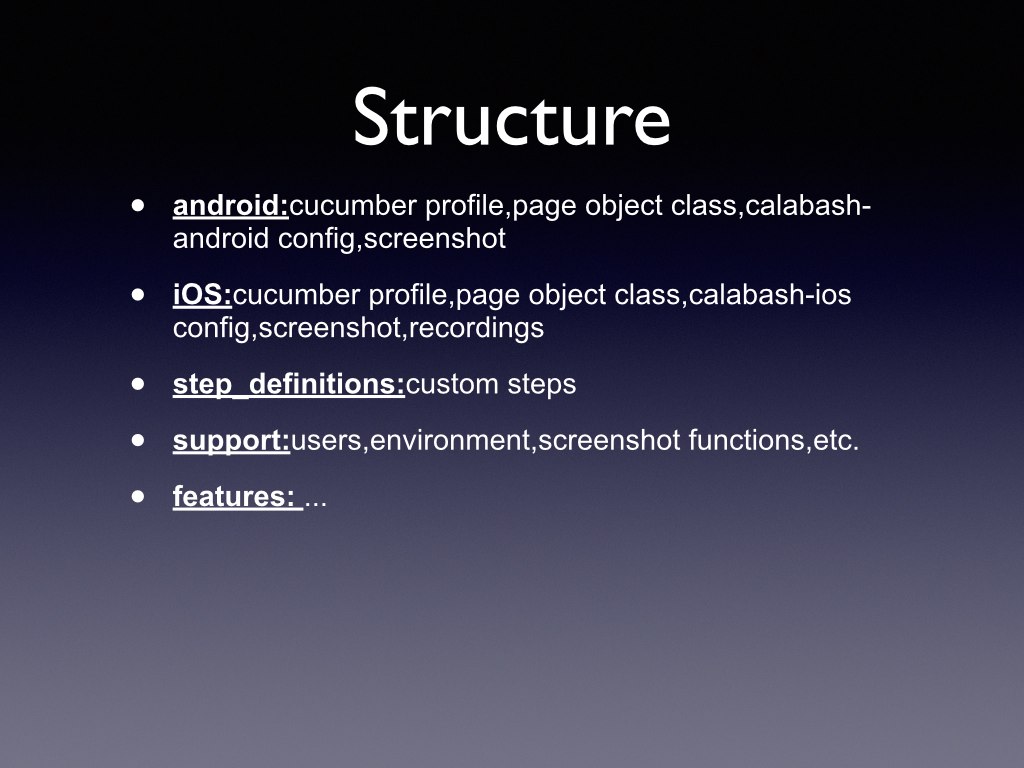 Structure
• android:cucumber profile,page object class,calabash-
android config,screenshot
• iOS:cucumber profile,page object class,calabash-ios
config,screenshot,recordings
• step_definitions:custom steps
• support:users,environment,screenshot functions,etc.
• features: ...